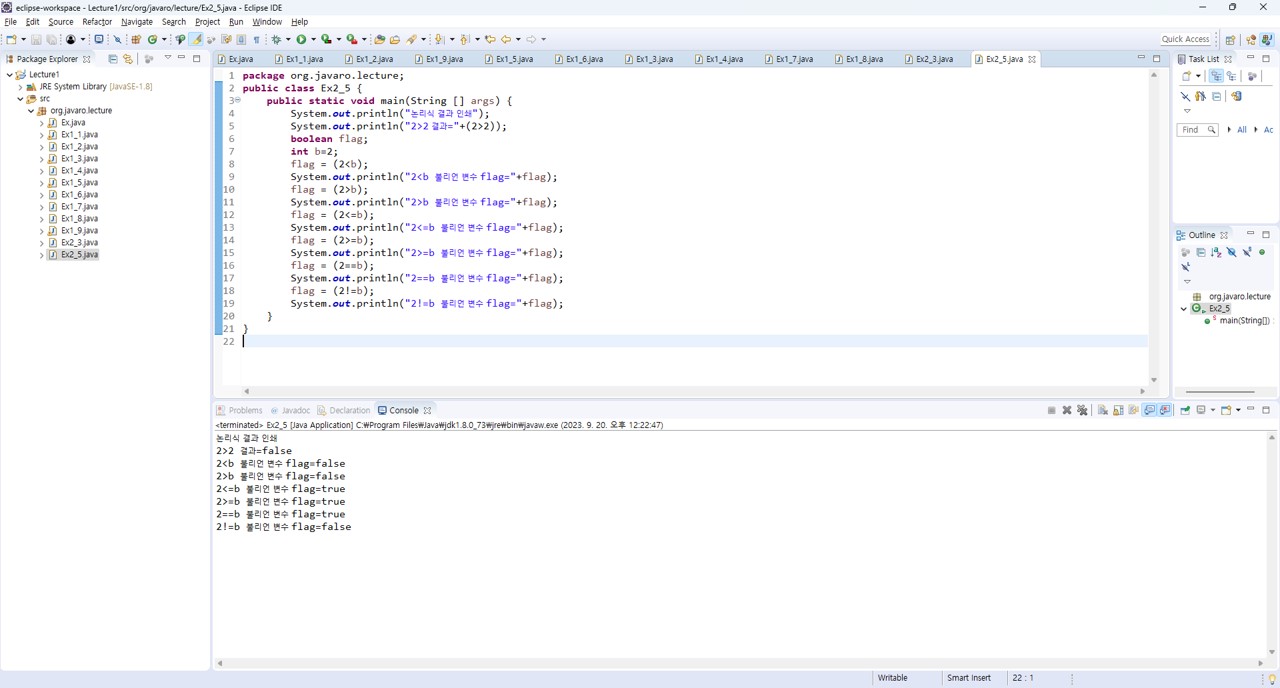 eclipse-workspace - Lecture1/src/org/javaro/lecture/Ex2_5.java - Eclipse IDE
File Edit Source Refactor Navigate Search Project Run Window Help
Quick Access
Package Explorer
Lecture1
JRE System Library [JavaSE-1.8]
src
org.javaro.lecture
Ex.java
Ex1_1.java
Ex1_2.java
Ex1_3.java
Ex1_4.java
Ex1_5.java
Ex1_6.java
Ex1_7.java
Ex1_8.java
Ex1_9.java
Ex2_3.java
Ex2_5.java
Ex.java Ex1_1.java Ex1_2.java Ex1_9.java Ex1_5.java Ex1_6.java Ex1_3.java Ex1_4.java Ex1_7.java Ex1_8.java Ex2_3.java Ex2_5.java
1 package org.javaro.lecture;
2 public class Ex2_5 {
3 public static void main(String [] args) {
4 System.out.println("논리식 결과 인쇄");
5 System.out.println("2>2 결과="+(2>2));
6 boolean flag;
7 int b=2;
8 flag = (2<b);
9 System.out.println("2<b 불리언 변수 flag="+flag);
10 flag = (2>b);
11 System.out.println("2>b 불리언 변수 flag="+flag);
12 flag = (2<=b);
13 System.out.println("2<=b 불리언 변수 flag="+flag);
14 flag = (2>=b);
15 System.out.println("2>=b 불리언 변수 flag="+flag);
16 flag = (2==b);
17 System.out.println("2==b 불리언 변수 flag="+flag);
18 flag = (2!=b);
19 System.out.println("2!=b 불리언 변수 flag="+flag);
20 }
21 }
22
Task List
Find All Ac
Outline
org.javaro.lecture
Ex2_5
main(String[]) :
Problems Javadoc Declaration Console
<terminated> Ex2_5 [Java Application] C:₩Program Files₩Java₩jdk1.8.0_73₩jre₩bin₩javaw.exe (2023. 9. 20. 오후 12:22:47)
논리식 결과 인쇄
2>2 결과=false
2<b 불리언 변수 flag=false
2>b 불리언 변수 flag=false
2<=b 불리언 변수 flag=true
2>=b 불리언 변수 flag=true
2==b 불리언 변수 flag=true
2!=b 불리언 변수 flag=false
Writable Smart Insert 22 : 1